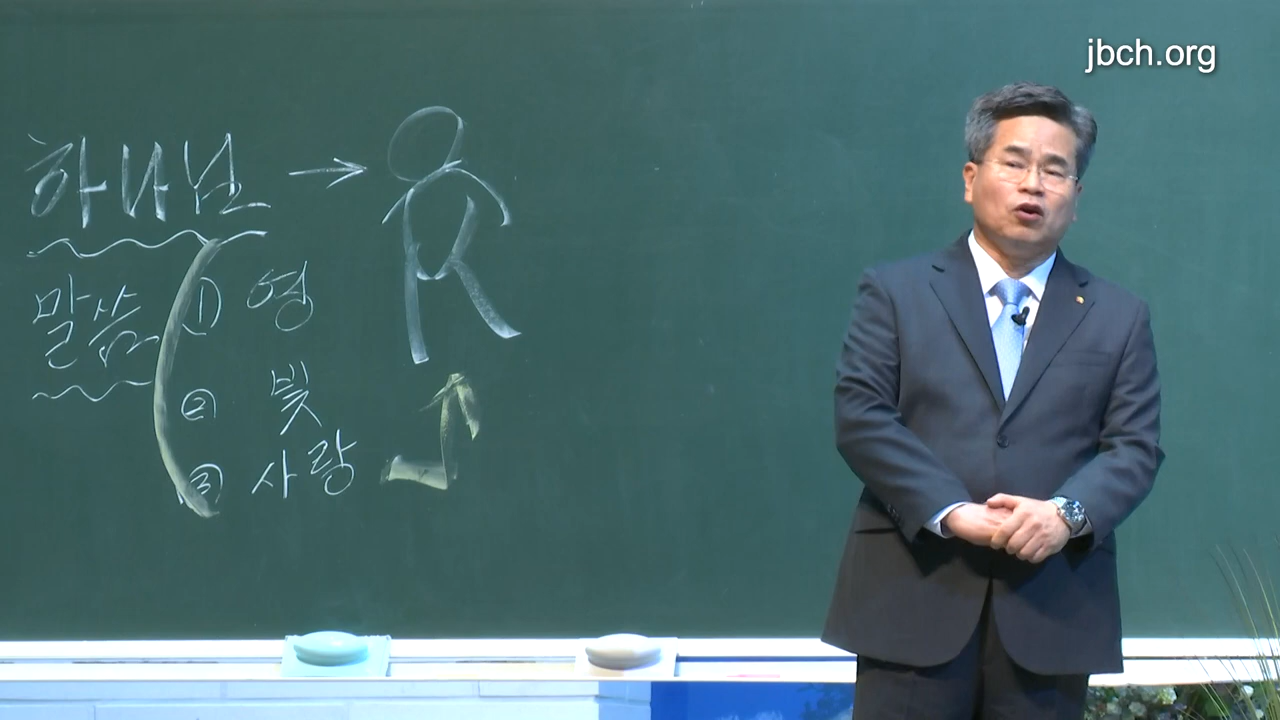 jbch.org
하나님 →
말씀 ① 영
② 빛
③ 사랑